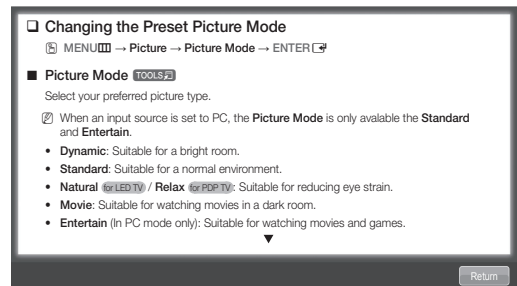 ❑ Changing the Preset Picture Mode
MENU → Picture → Picture Mode → ENTER
■ Picture Mode TOOLS
Select your preferred picture type.
When an input source is set to PC, the Picture Mode is only avalable the Standard
and Entertain.
• Dynamic: Suitable for a bright room.
• Standard: Suitable for a normal environment.
• Natural for LED TV / Relax for PDP TV: Suitable for reducing eye strain.
• Movie: Suitable for watching movies in a dark room.
• Entertain (In PC mode only): Suitable for watching movies and games.
▼
Return